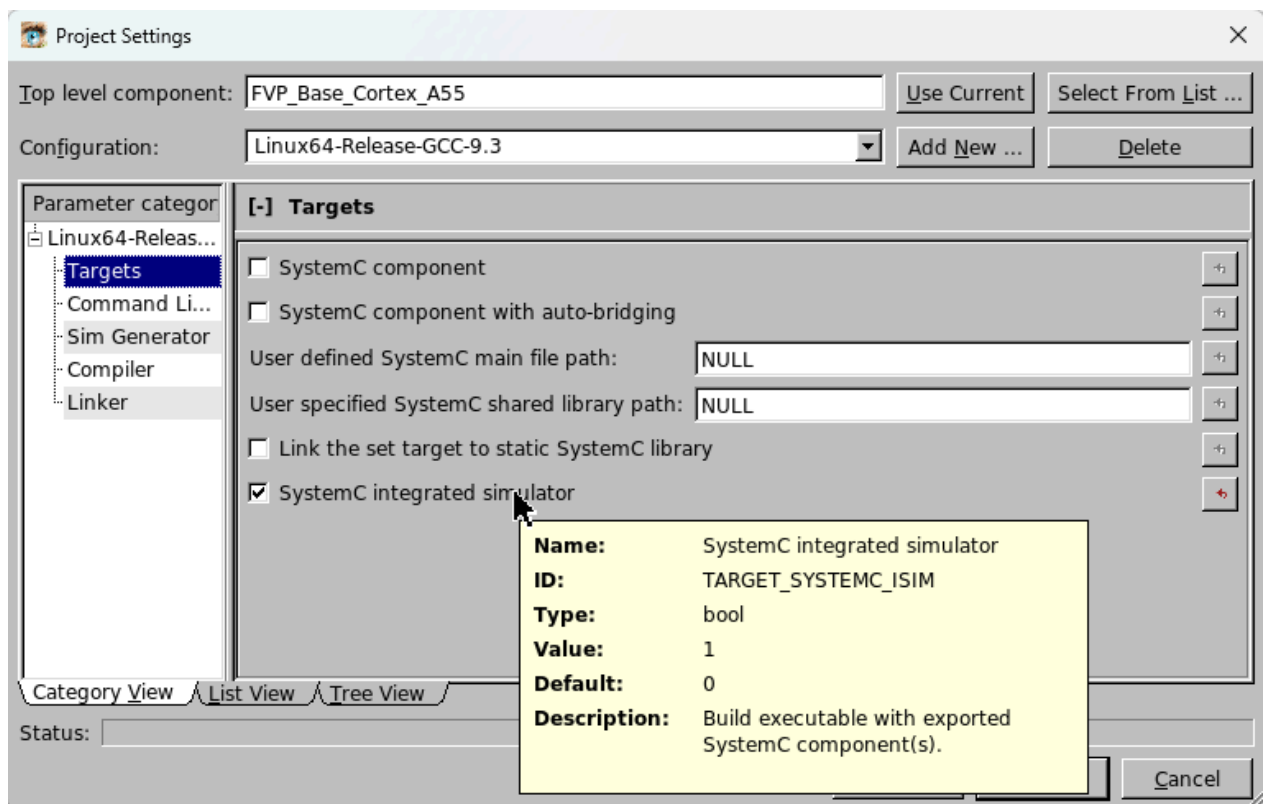 Project Settings
Top level component: FVP_Base_Cortex_A55 Use Current Select From List ...
Configuration: Linux64-Release-GCC-9.3 Add New ... Delete
Parameter categor
Linux64-Releas...
Targets
Command Li...
Sim Generator
Compiler
Linker
[-] Targets
SystemC component
SystemC component with auto-bridging
User defined SystemC main file path: NULL
User specified SystemC shared library path: NULL
Link the set target to static SystemC library
SystemC integrated simulator
Name: SystemC integrated simulator
ID: TARGET_SYSTEMC_ISIM
Type: bool
Value: 1
Default: 0
Description: Build executable with exported
SystemC component(s).
Category View List View Tree View
Status:
Cancel